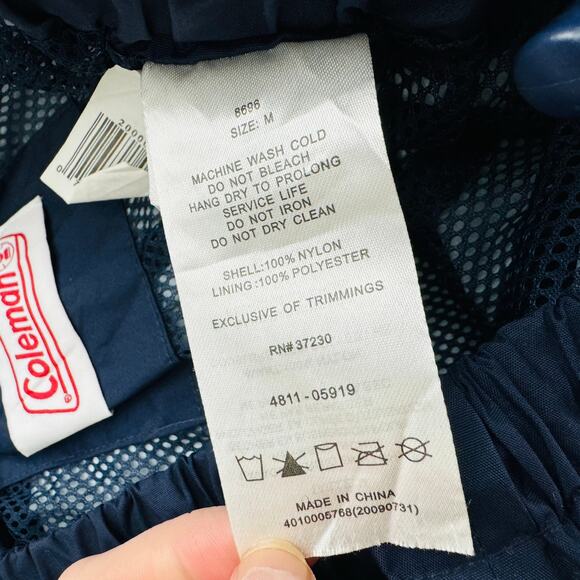 8696
SIZE: M
MACHINE WASH COLD
DO NOT BLEACH
HANG DRY TO PROLONG
SERVICE LIFE
DO NOT IRON
DO NOT DRY CLEAN
SHELL:100% NYLON
LINING :100% POLYESTER
EXCLUSIVE OF TRIMMINGS
RN# 37230
4811-05919
MADE IN CHINA
4010005768(20090731)
Coleman